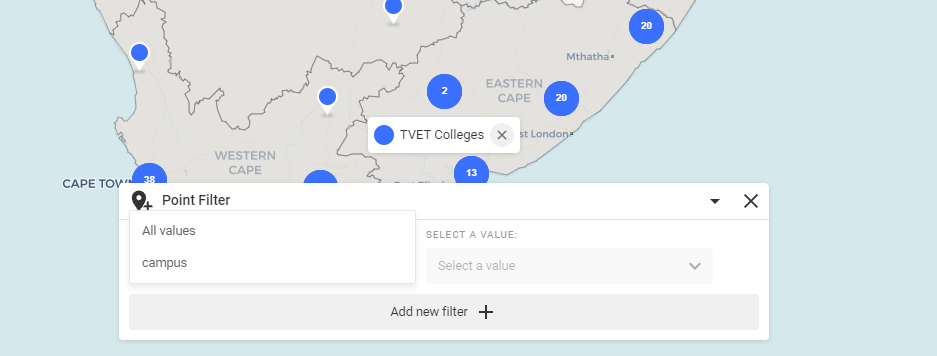 20
Mthatha
2
EASTERN
CAPE
20
TVET Colleges
st London
WESTERN
CAPE
13
CAPE TOWN
38
Point Filter
All values
campus
SELECT A VALUE:
Select a value
Add new filter